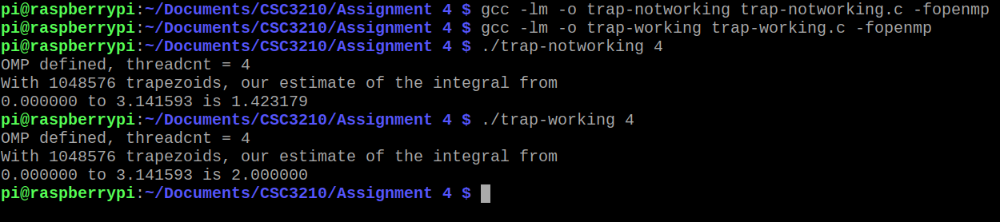 pi@raspberrypi:~/Documents/CSC3210/Assignment 4 $ gcc -lm -o trap-notworking trap-notworking.c -fopenmp
pi@raspberrypi:~/Documents/CSC3210/Assignment 4 $ gcc -lm -o trap-working trap-working.c -fopenmp
pi@raspberrypi:~/Documents/CSC3210/Assignment 4 $ ./trap-notworking 4
OMP defined, threadcnt = 4
With 1048576 trapezoids, our estimate of the integral from
0.000000 to 3.141593 is 1.423179
pi@raspberrypi:~/Documents/CSC3210/Assignment 4 $ ./trap-working 4
OMP defined, threadcnt = 4
With 1048576 trapezoids, our estimate of the integral from
0.000000 to 3.141593 is 2.000000
pi@raspberrypi:~/Documents/CSC3210/Assignment 4 $